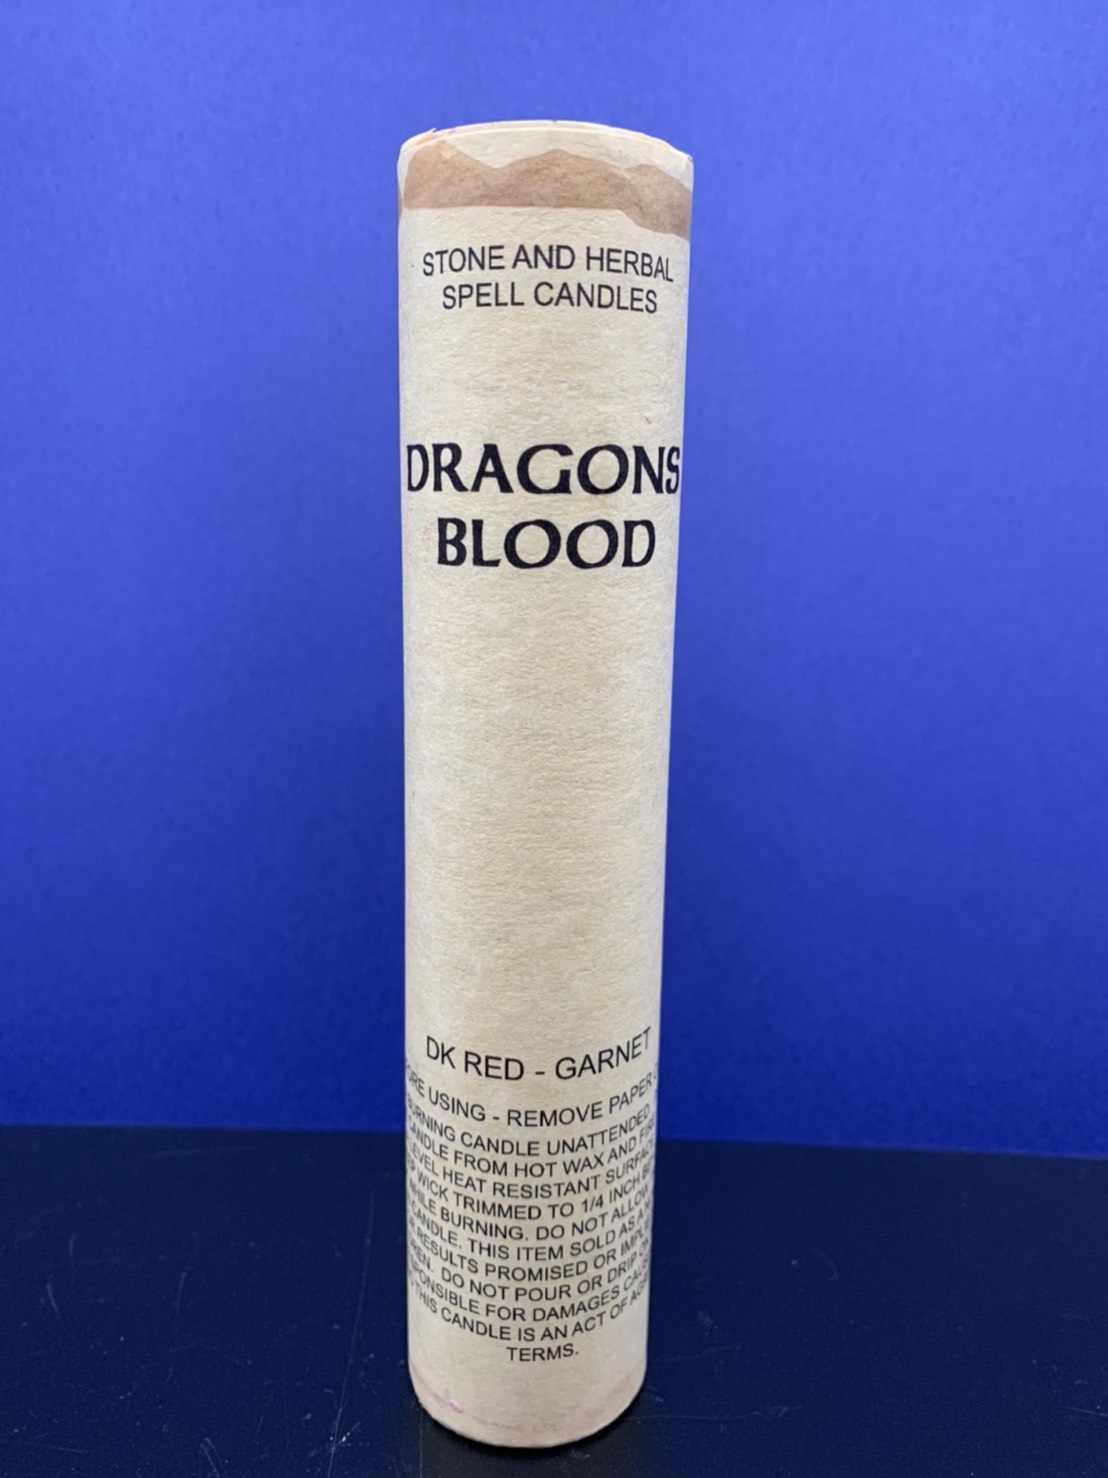 STONE AND HERBAL
SPELL CANDLES
DRAGONS
BLOOD
DK RED - GARNET
USING - REMOVE PAPER
BURNING CANDLE UNATTENDED.
CANDLE FROM HOT WAX AND
LEVEL HEAT RESISTANT
WICK TRIMMED TO 1/4 INCH
WHILE BURNING. DO NOT ALLOW
CANDLE. THIS ITEM SOLD AS A
RESULTS PROMISED OR
DO NOT POUR OR DRIP
FOR DAMAGES
THIS CANDLE IS AN ACT OF
TERMS.